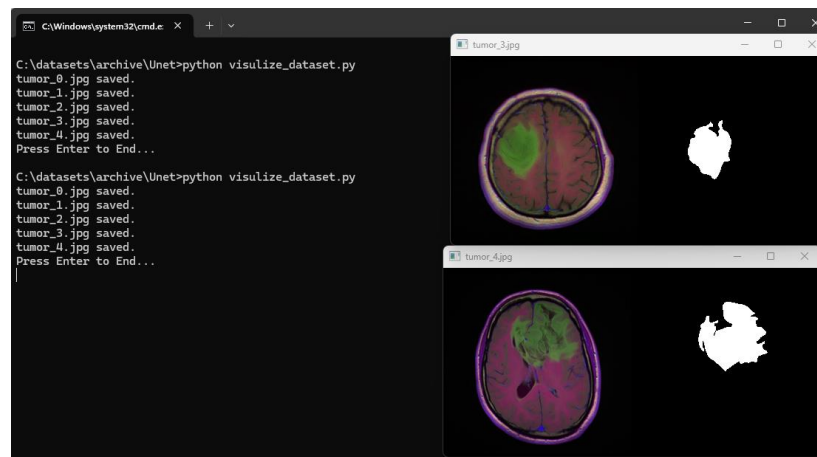 C:\Windows\system32\cmd.e:
C:\datasets\archive\Unet>python visulize_dataset.py
tumor_0.jpg saved.
tumor_1.jpg saved.
tumor_2.jpg saved.
tumor_3.jpg saved.
tumor_4.jpg saved.
Press Enter to End...
C:\datasets\archive\Unet>python visulize_dataset.py
tumor_0.jpg saved.
tumor_1.jpg saved.
tumor_2.jpg saved.
tumor_3.jpg saved.
tumor_4.jpg saved.
Press Enter to End...
tumor_3.jpg
tumor_4.jpg